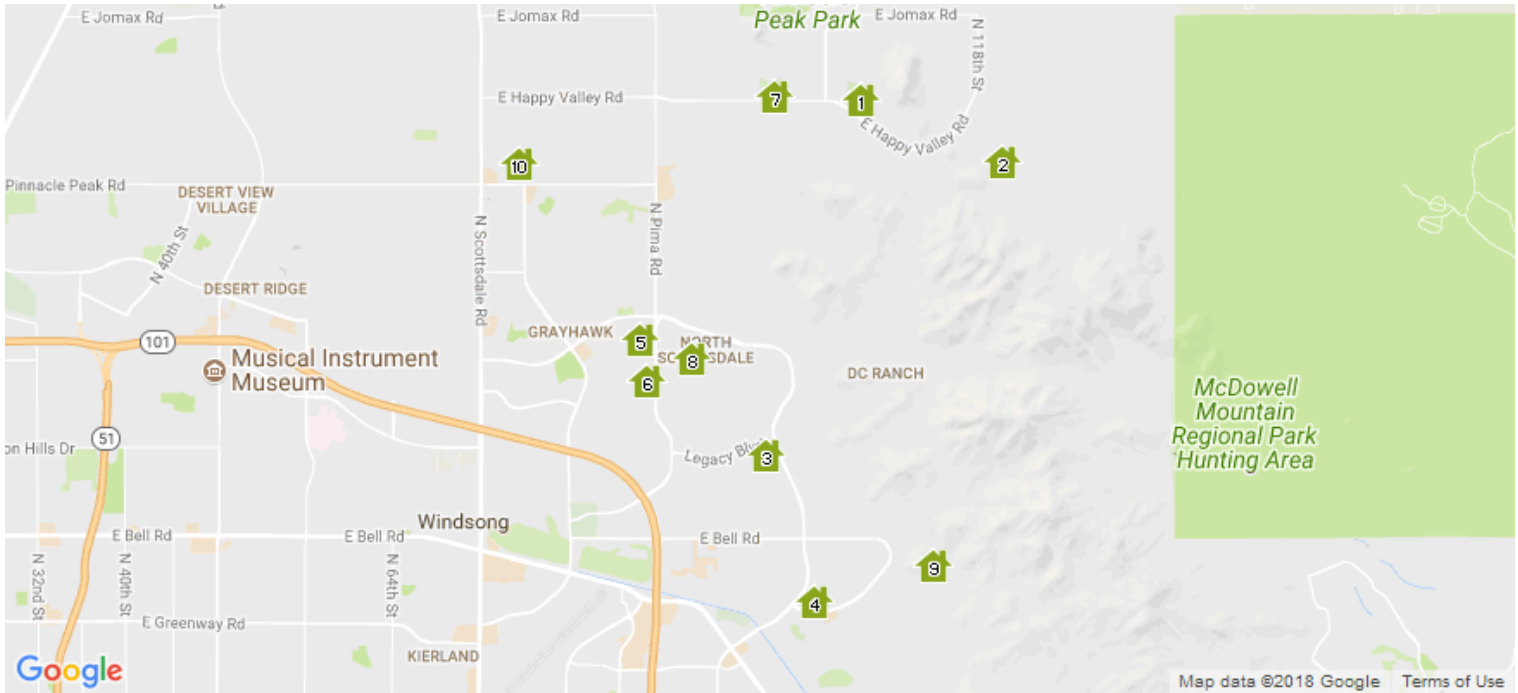 E Jomax Rd
E Jomax Rd
Peak Park
E Jomax Rd
N 118th St
E Happy Valley Rd
7
1
E Happy Valley Rd
10
2
Pinnacle Peak Rd
DESERT VIEW
VILLAGE
N 40th St
N Scottsdale Rd
N Pima Rd
DESERT RIDGE
101
GRAYHAWK
5
NORTH
8
6
DC RANCH
Musical Instrument
Museum
McDowell
Mountain
Regional Park
Hunting Area
51
on Hills Dr
Legacy
3
Windsong
E Bell Rd
E Bell Rd
E Bell Rd
N 32nd St
N 40th St
N 64th St
9
4
E Greenway Rd
KIERLAND
Google
Map data ©2018 Google
Terms of Use